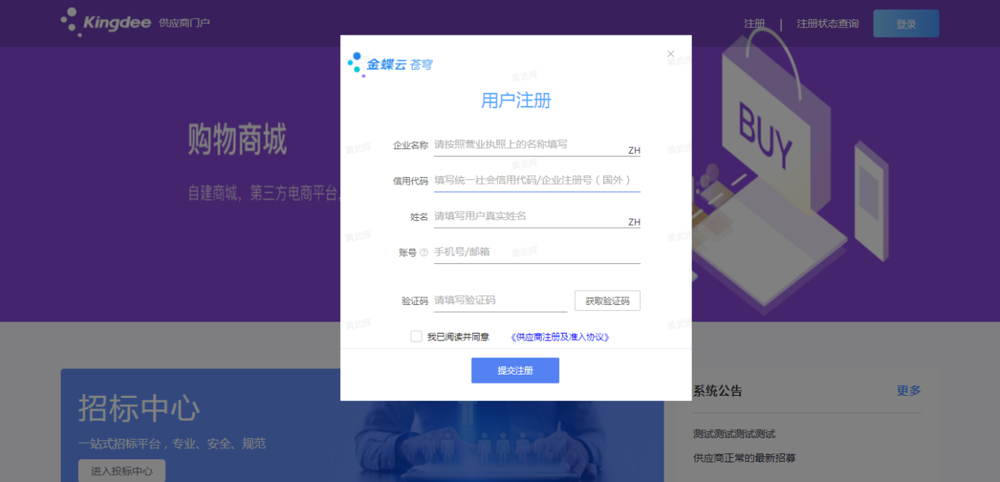 Kingdee 供应商门户
注册 | 注册状态查询 登录
购物商城
自建商城，第三方电商平台,
BUY
金蝶云 苍穹
×
用户注册
企业名称 请按照营业执照上的名称填写 ZH
信用代码 填写统一社会信用代码/企业注册号（国外）
姓名 请填写用户真实姓名 ZH
账号 ? 手机号/邮箱
验证码 请填写验证码 获取验证码
我已阅读并同意 《供应商注册及准入协议》
提交注册
招标中心
一站式招标平台，专业、安全、规范
进入投标中心
系统公告 更多
测试测试测试测试
供应商正常的最新招募